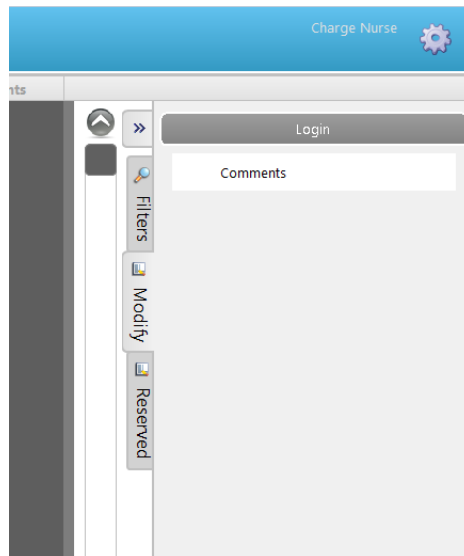 Charge Nurse
nts
»
Login
Comments
Filters
Modify
Reserved